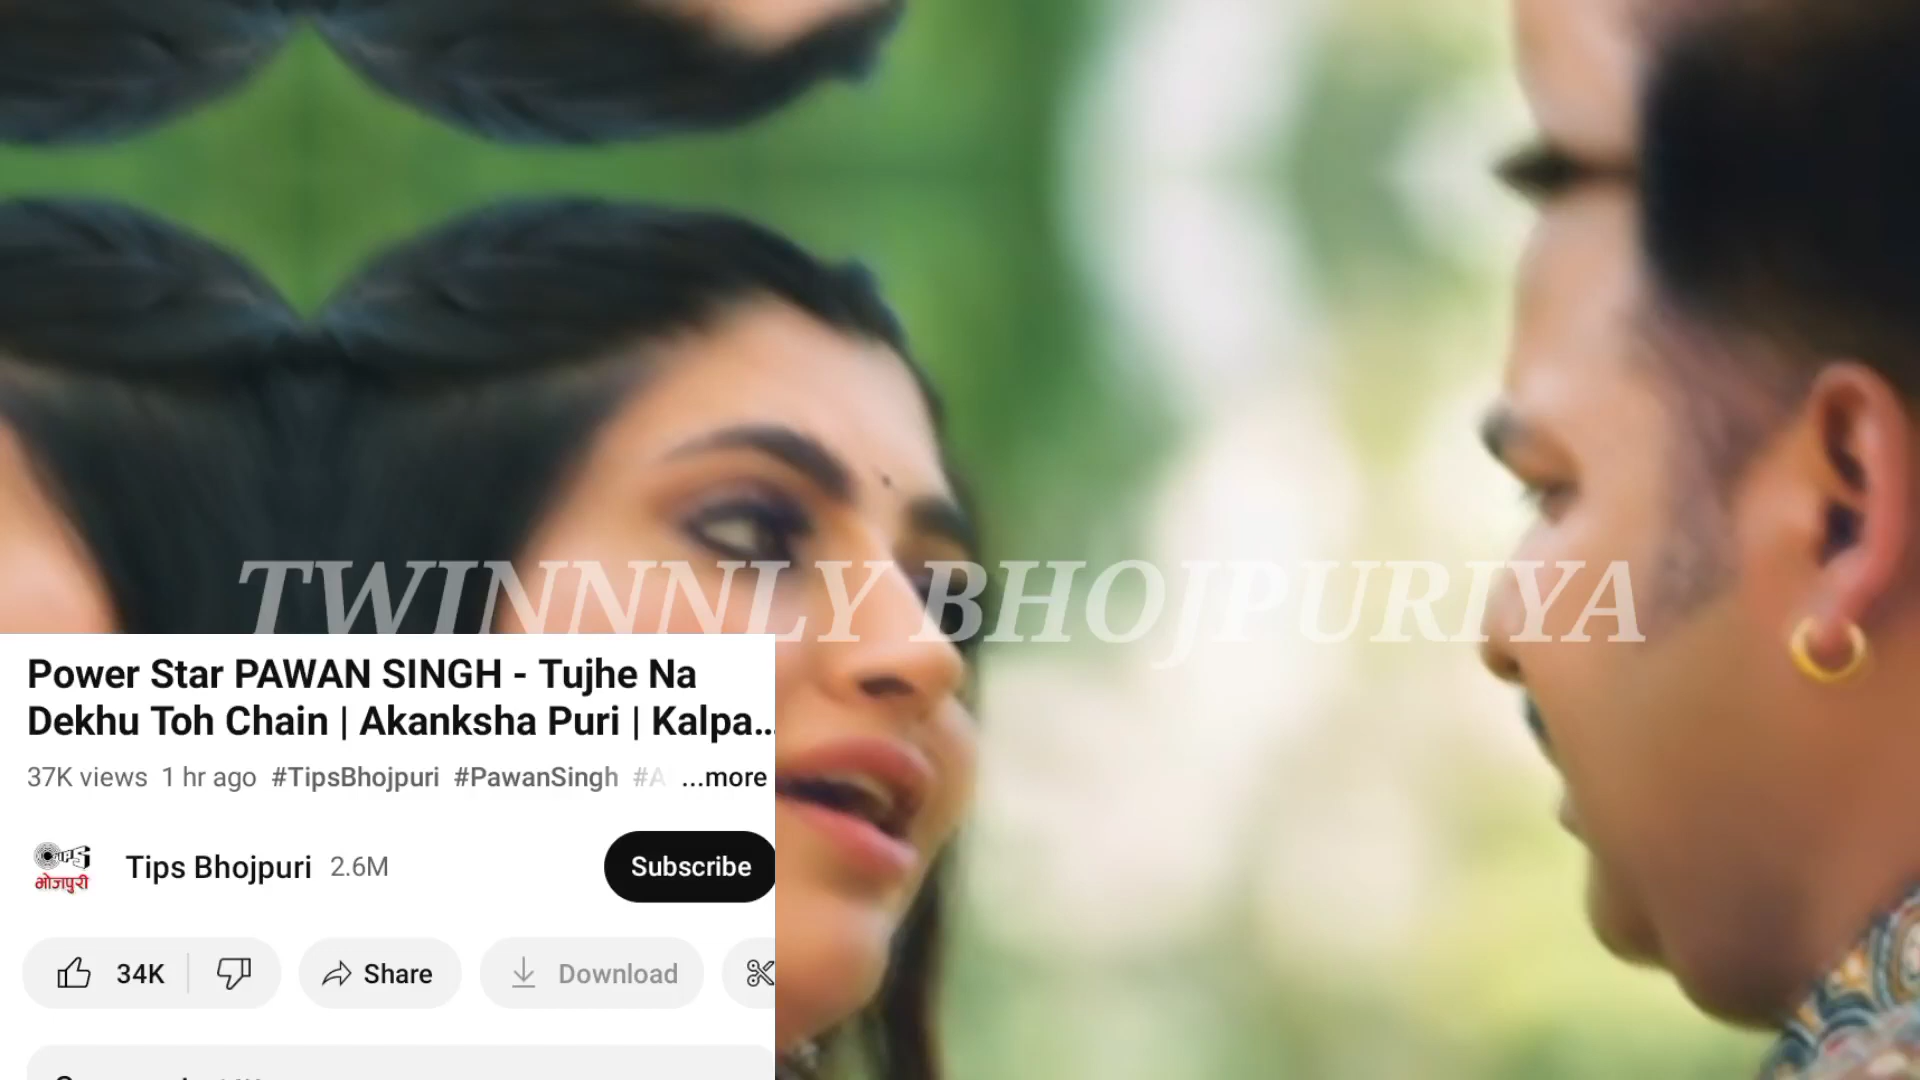 TWINNNLY BHOJPURIYA
Power Star PAWAN SINGH - Tujhe Na
Dekhu Toh Chain | Akanksha Puri | Kalpa...
37K views 1 hr ago #TipsBhojpuri #PawanSingh #A ...more
TIPS
भोजपुरी
Tips Bhojpuri 2.6M
Subscribe
34K Share Download